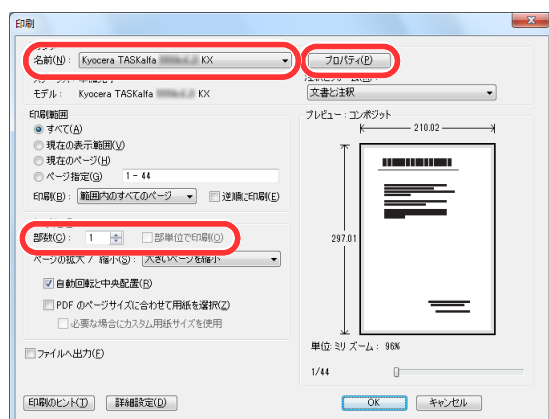 印刷
名前(N): Kyocera TASKalfa KX
プロパティ(P)
モデル: Kyocera TASKalfa KX
文書と注釈
印刷範囲
すべて(A)
現在の表示範囲(V)
現在のページ(H)
ページ指定(G) 1 - 44
印刷(B): 範囲内のすべてのページ
逆順に印刷(E)
部数(C): 1
部単位で印刷(O)
ページの拡大 / 縮小(S): 大きいページを縮小
自動回転と中央配置(R)
PDF のページサイズに合わせて用紙を選択(Z)
必要な場合にカスタム用紙サイズを使用
ファイルへ出力(F)
プレビュー: コンポジット
210.02
297.01
単位: ミリ ズーム: 96%
1/44
印刷のヒント(T)
詳細設定(D)
OK
キャンセル